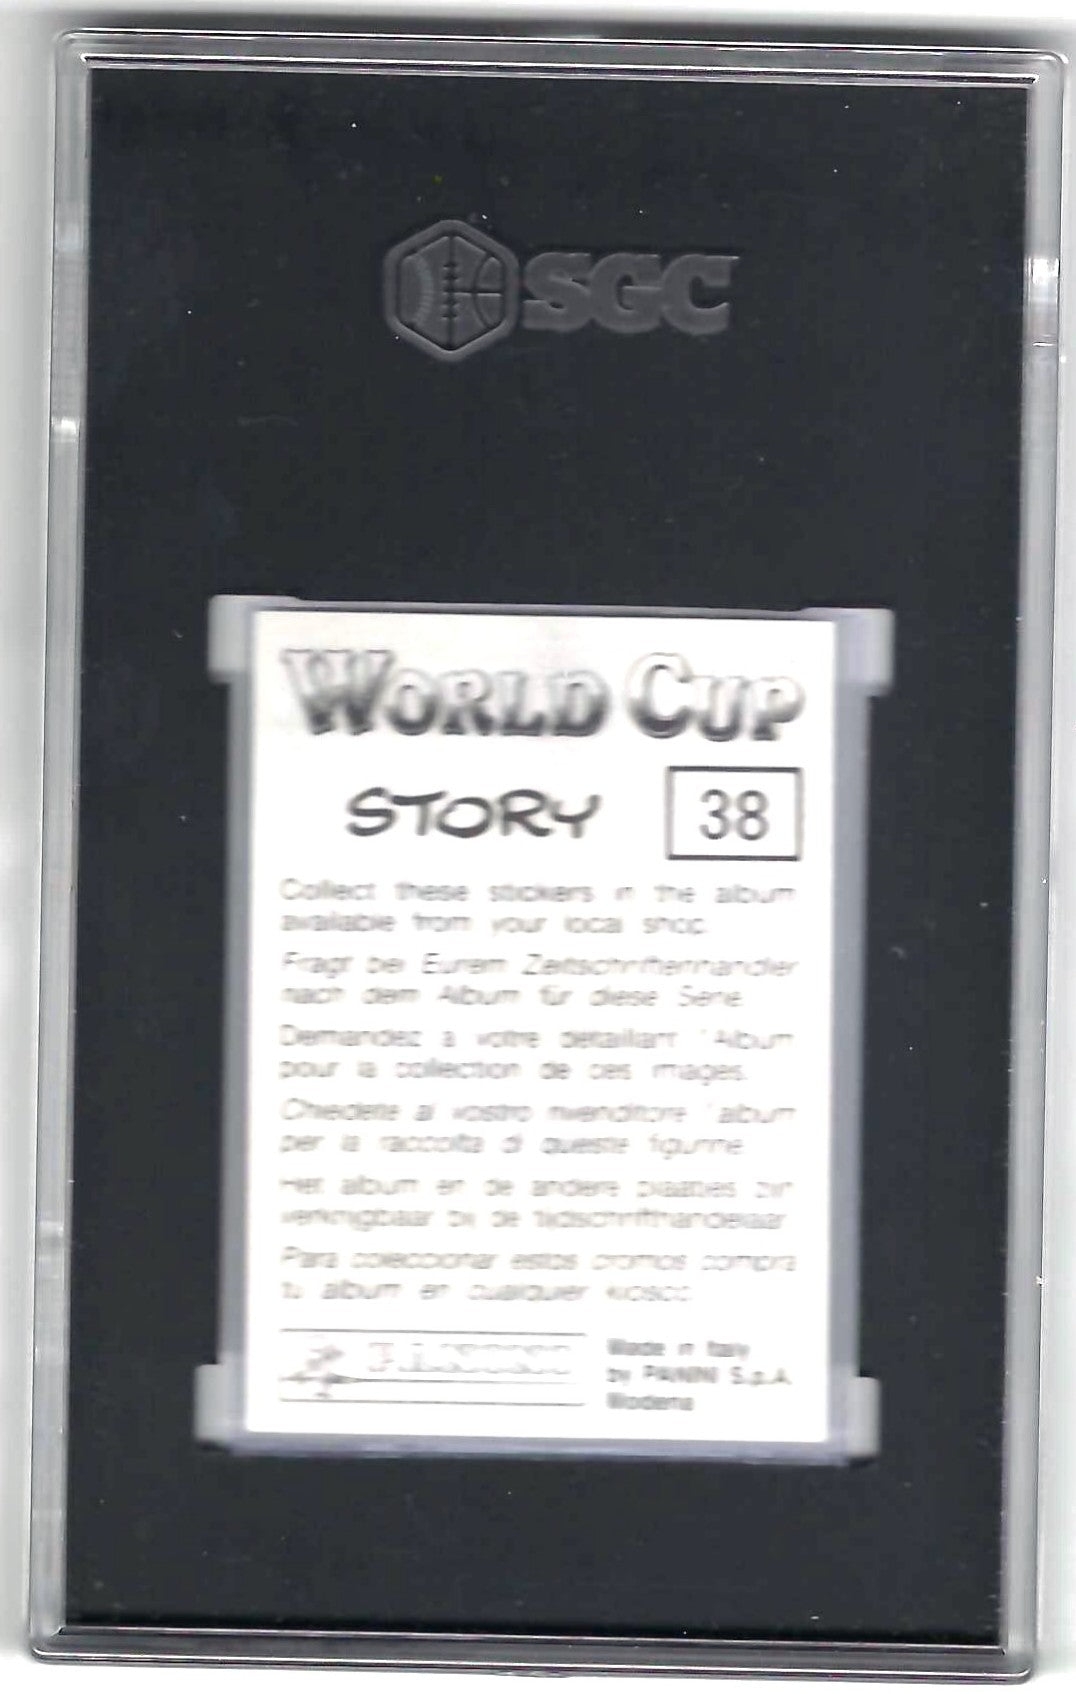 SGC
WORLD CUP
STORY
38
Collect these stickers in the album
available from your local shop
Fragt bei Eurem Zeitschriftenhändler
nach dem Album für diese Serie
Demandez à votre détaillant l'Album
pour la collection de ces images.
Chiedete al vostro rivenditore l'album
per la raccolta di queste figurine
Het album en de andere plaatjes zijn
verkrijgbaar bij de tijdschrifthandelaar
Para coleccionar estos cromos compra
tu album en cualquier kiosco
PANINI
Made in Italy
by PANINI S.p.A.
Modena